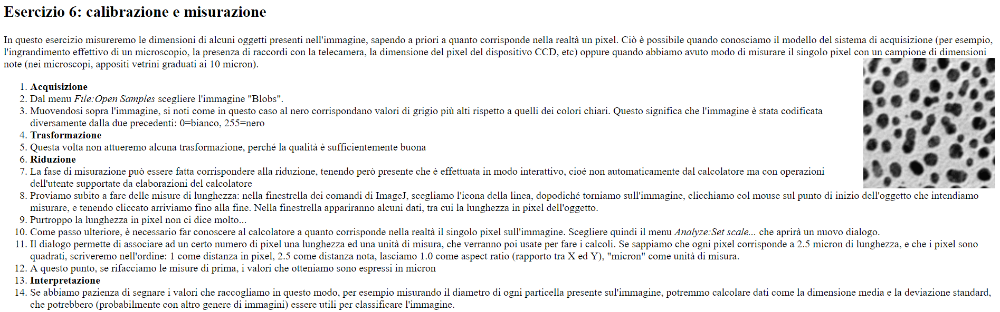 Esercizio 6: calibrazione e misurazione
In questo esercizio misureremo le dimensioni di alcuni oggetti presenti nell'immagine, sapendo a priori a quanto corrisponde nella realtà un pixel. Ciò è possibile quando conosciamo il modello del sistema di acquisizione (per esempio,
l'ingrandimento effettivo di un microscopio, la presenza di raccordi con la telecamera, la dimensione del pixel del dispositivo CCD, etc) oppure quando abbiamo avuto modo di misurare il singolo pixel con un campione di dimensioni
note (nei microscopi, appositi vetrini graduati ai 10 micron).
1. Acquisizione
2. Dal menu File:Open Samples scegliere l'immagine "Blobs".
3. Muovendosi sopra l'immagine, si noti come in questo caso al nero corrispondano valori di grigio più alti rispetto a quelli dei colori chiari. Questo significa che l'immagine è stata codificata
diversamente dalla due precedenti: 0=bianco, 255=nero
4. Trasformazione
5. Questa volta non attueremo alcuna trasformazione, perché la qualità è sufficientemente buona
6. Riduzione
7. La fase di misurazione può essere fatta corrispondere alla riduzione, tenendo però presente che è effettuata in modo interattivo, cioé non automaticamente dal calcolatore ma con operazioni
dell'utente supportate da elaborazioni del calcolatore
8. Proviamo subito a fare delle misure di lunghezza: nella finestrella dei comandi di ImageJ, scegliamo l'icona della linea, dopodiché torniamo sull'immagine, clicchiamo col mouse sul punto di inizio dell'oggetto che intendiamo
misurare, e tenendo cliccato arriviamo fino alla fine. Nella finestrella appariranno alcuni dati, tra cui la lunghezza in pixel dell'oggetto.
9. Purtroppo la lunghezza in pixel non ci dice molto...
10. Come passo ulteriore, è necessario far conoscere al calcolatore a quanto corrisponde nella realtà il singolo pixel sull'immagine. Scegliere quindi il menu Analyze:Set scale... che aprirà un nuovo dialogo.
11. Il dialogo permette di associare ad un certo numero di pixel una lunghezza ed una unità di misura, che verranno poi usate per fare i calcoli. Se sappiamo che ogni pixel corrisponde a 2.5 micron di lunghezza, e che i pixel sono
quadrati, scriveremo nell'ordine: 1 come distanza in pixel, 2.5 come distanza nota, lasciamo 1.0 come aspect ratio (rapporto tra X ed Y), "micron" come unità di misura.
12. A questo punto, se rifacciamo le misure di prima, i valori che otteniamo sono espressi in micron
13. Interpretazione
14. Se abbiamo pazienza di segnare i valori che raccogliamo in questo modo, per esempio misurando il diametro di ogni particella presente sul'immagine, potremmo calcolare dati come la dimensione media e la deviazione standard,
che potrebbero (probabilmente con altro genere di immagini) essere utili per classificare l'immagine.